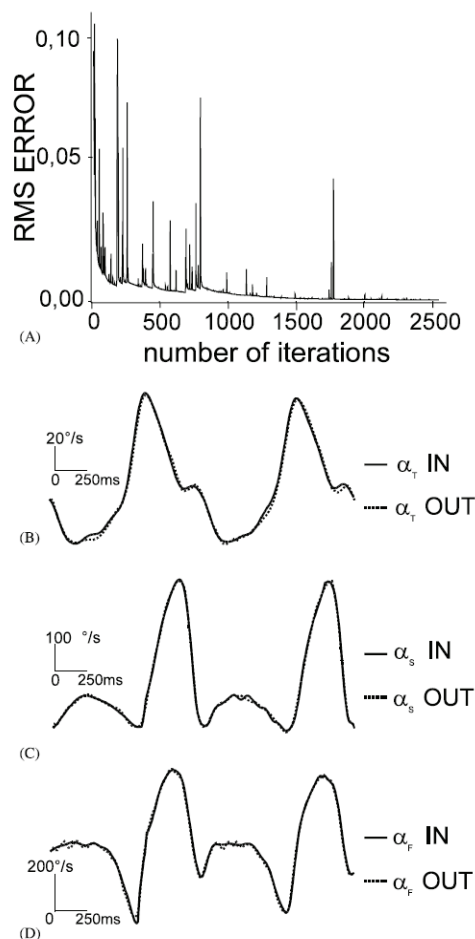 0,10
0,05
0,00
RMS ERROR
0 500 1000 1500 2000 2500
number of iterations
(A)
20°/s
0 250ms
α_T IN
α_T OUT
(B)
100 °/s
0 250ms
α_S IN
α_S OUT
(C)
α_F IN
α_F OUT
200°/s
0 250ms
(D)